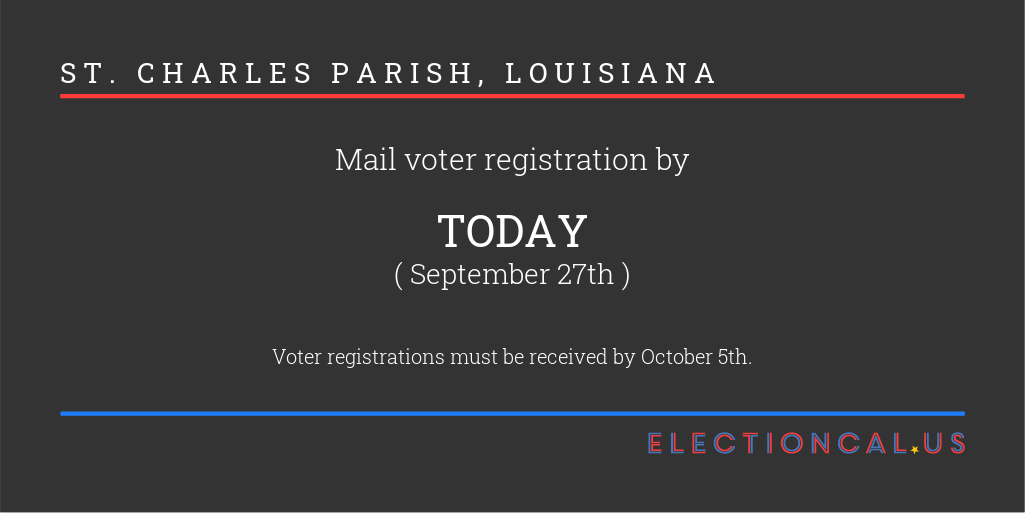 ST. CHARLES PARISH, LOUISIANA
Mail voter registration by
TODAY
( September 27th )
Voter registrations must be received by October 5th.
ELECTIONCAL.US